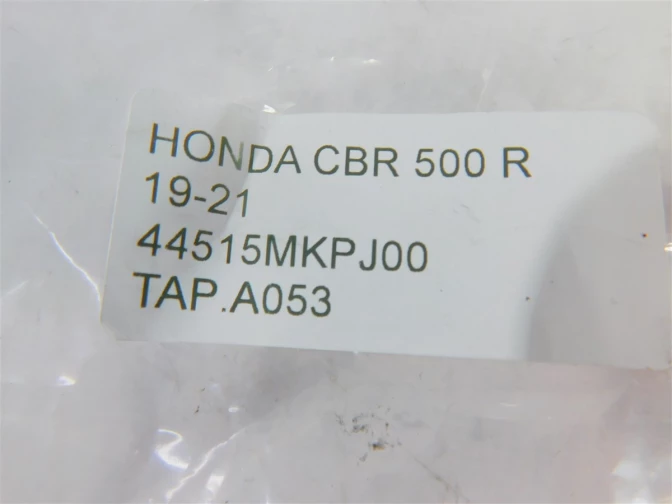 HONDA CBR 500 R
19-21
44515MKPJ00
TAP.A053